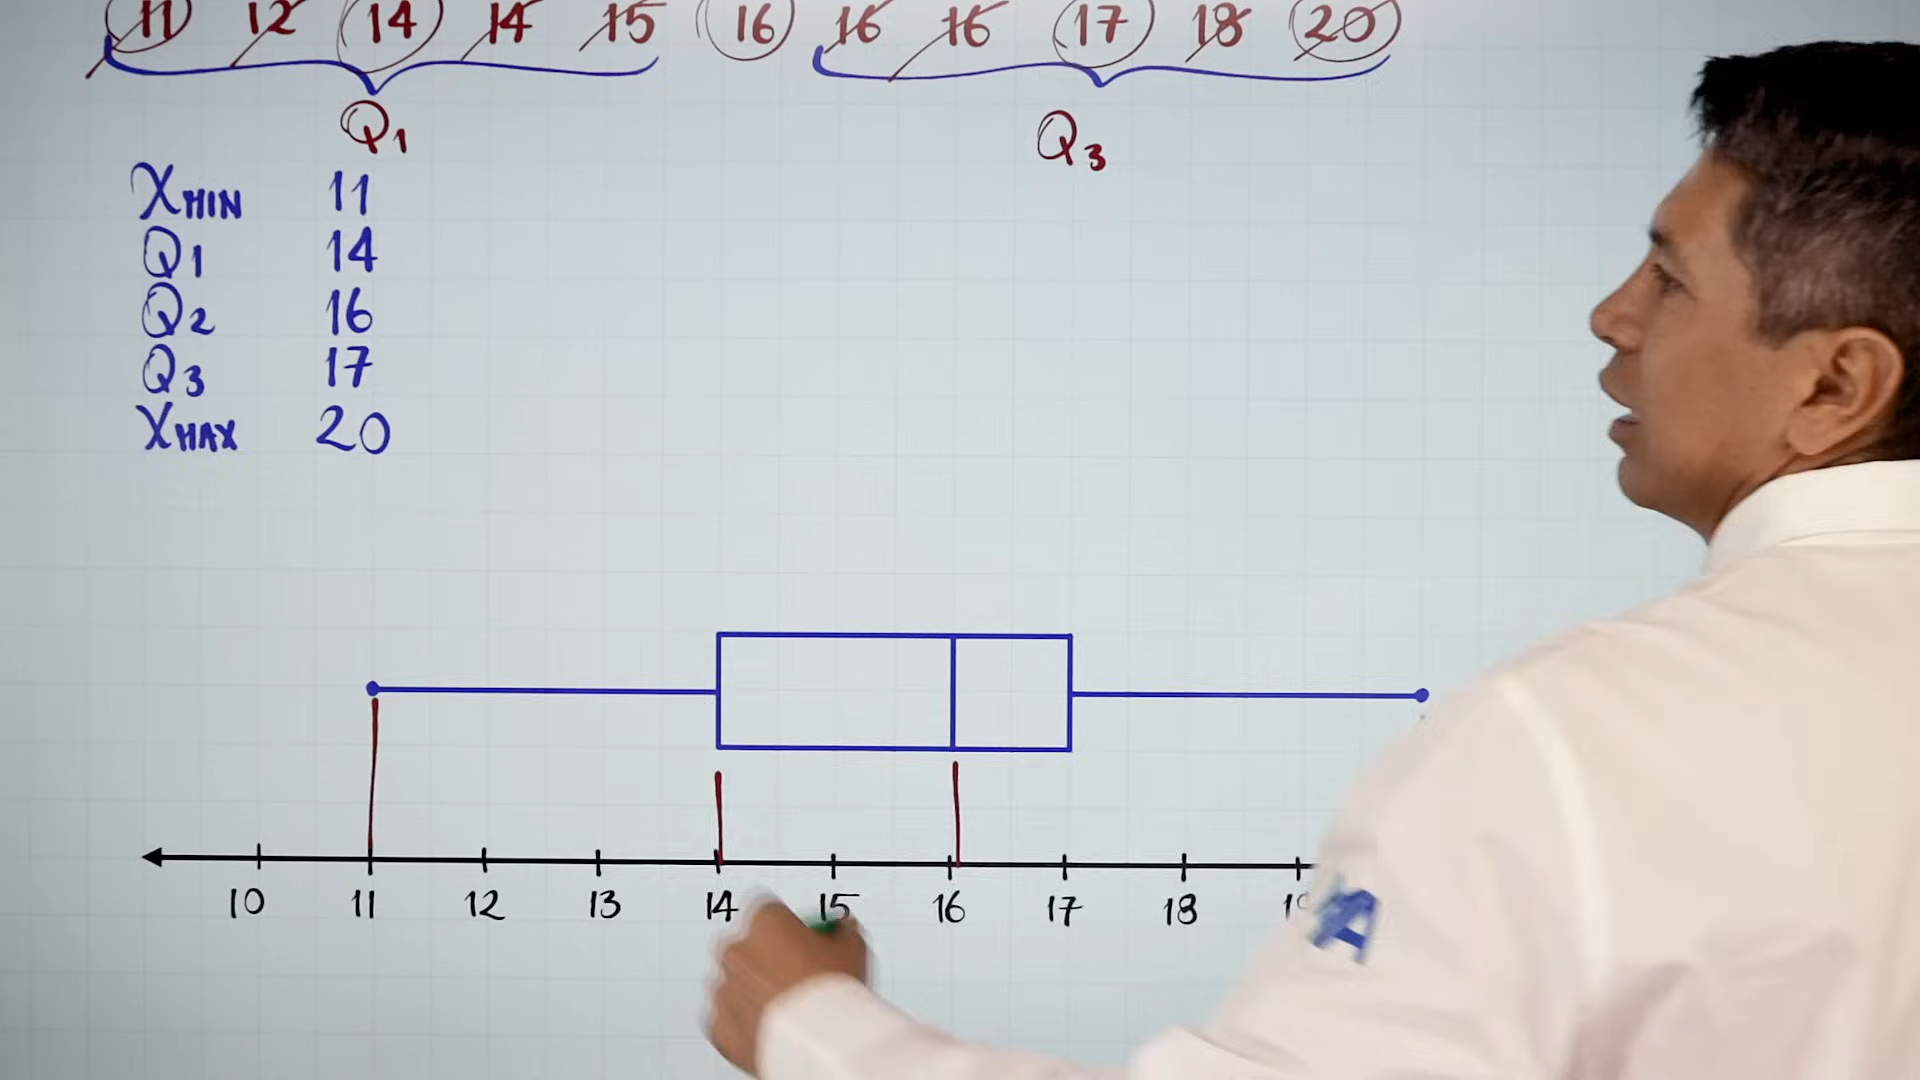 11 12 14 14 15 16 16 16 17 18 20
Q1 Q3
XMIN 11
Q1 14
Q2 16
Q3 17
XMAX 20
10 11 12 13 14 15 16 17 18
A